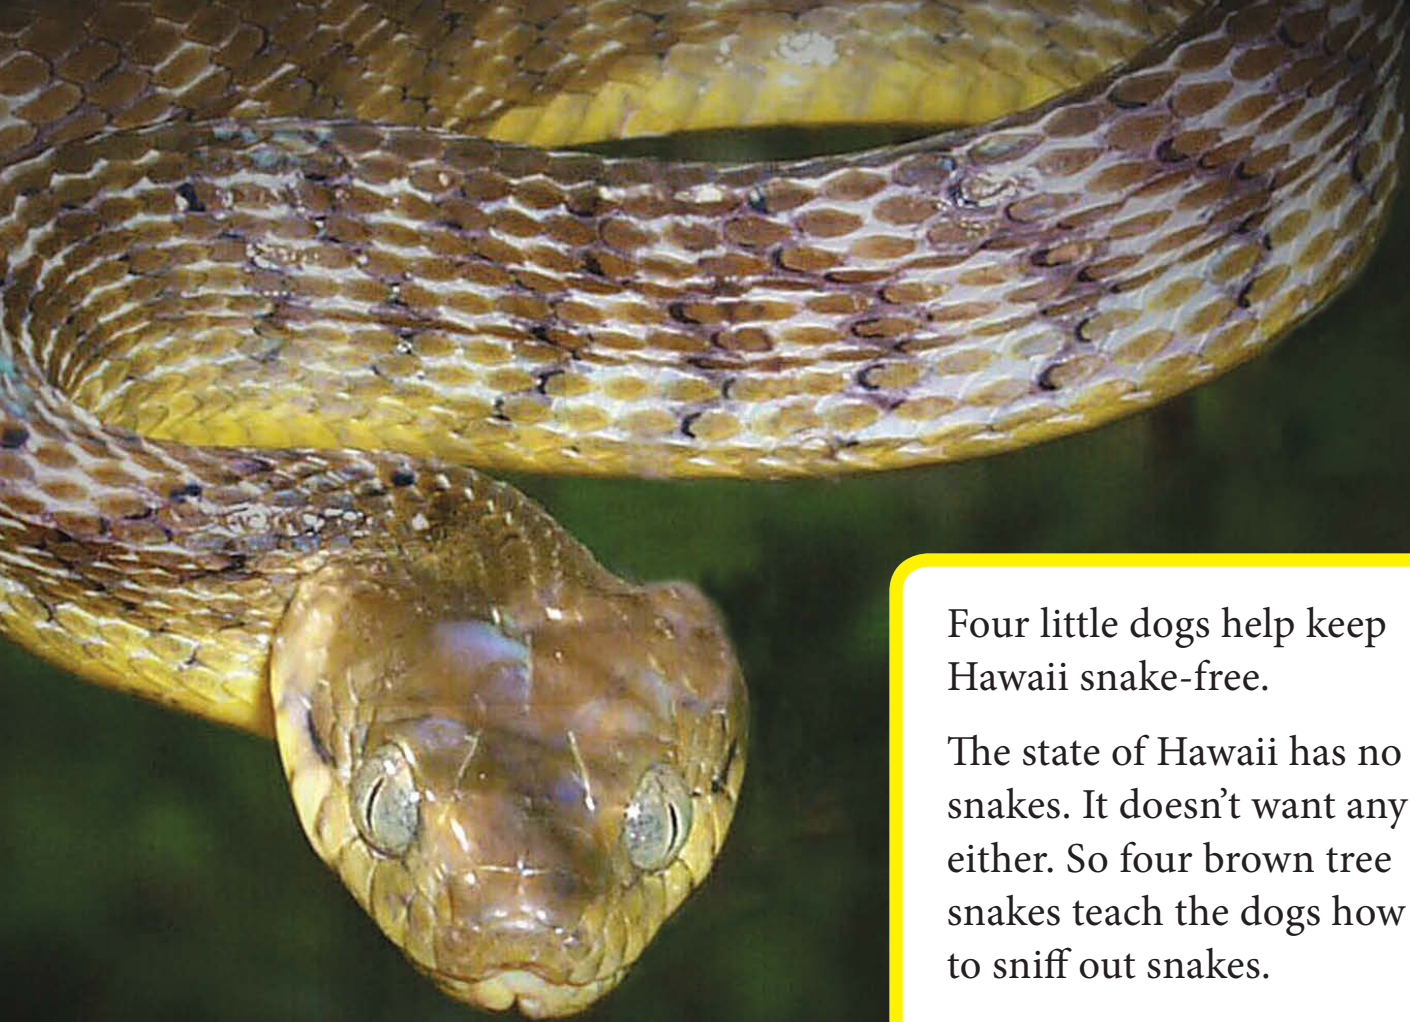 Four little dogs help keep
Hawaii snake-free.
The state of Hawaii has no
snakes. It doesn’t want any
either. So four brown tree
snakes teach the dogs how
to sniff out snakes.